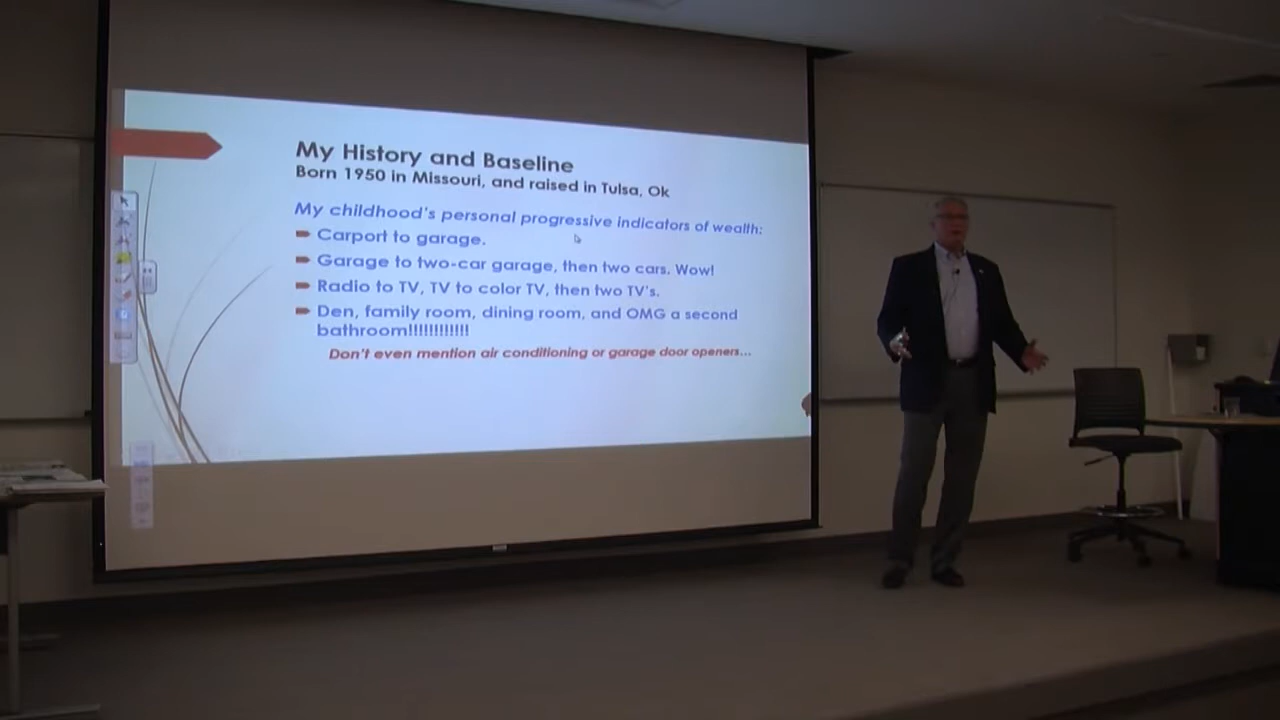 My History and Baseline
Born 1950 in Missouri, and raised in Tulsa, Ok
My childhood's personal progressive indicators of wealth:
Carport to garage.
Garage to two-car garage, then two cars. Wow!
Radio to TV, TV to color TV, then two TV's.
Den, family room, dining room, and OMG a second
bathroom!!!!!!!!!!!!
Don't even mention air conditioning or garage door openers...